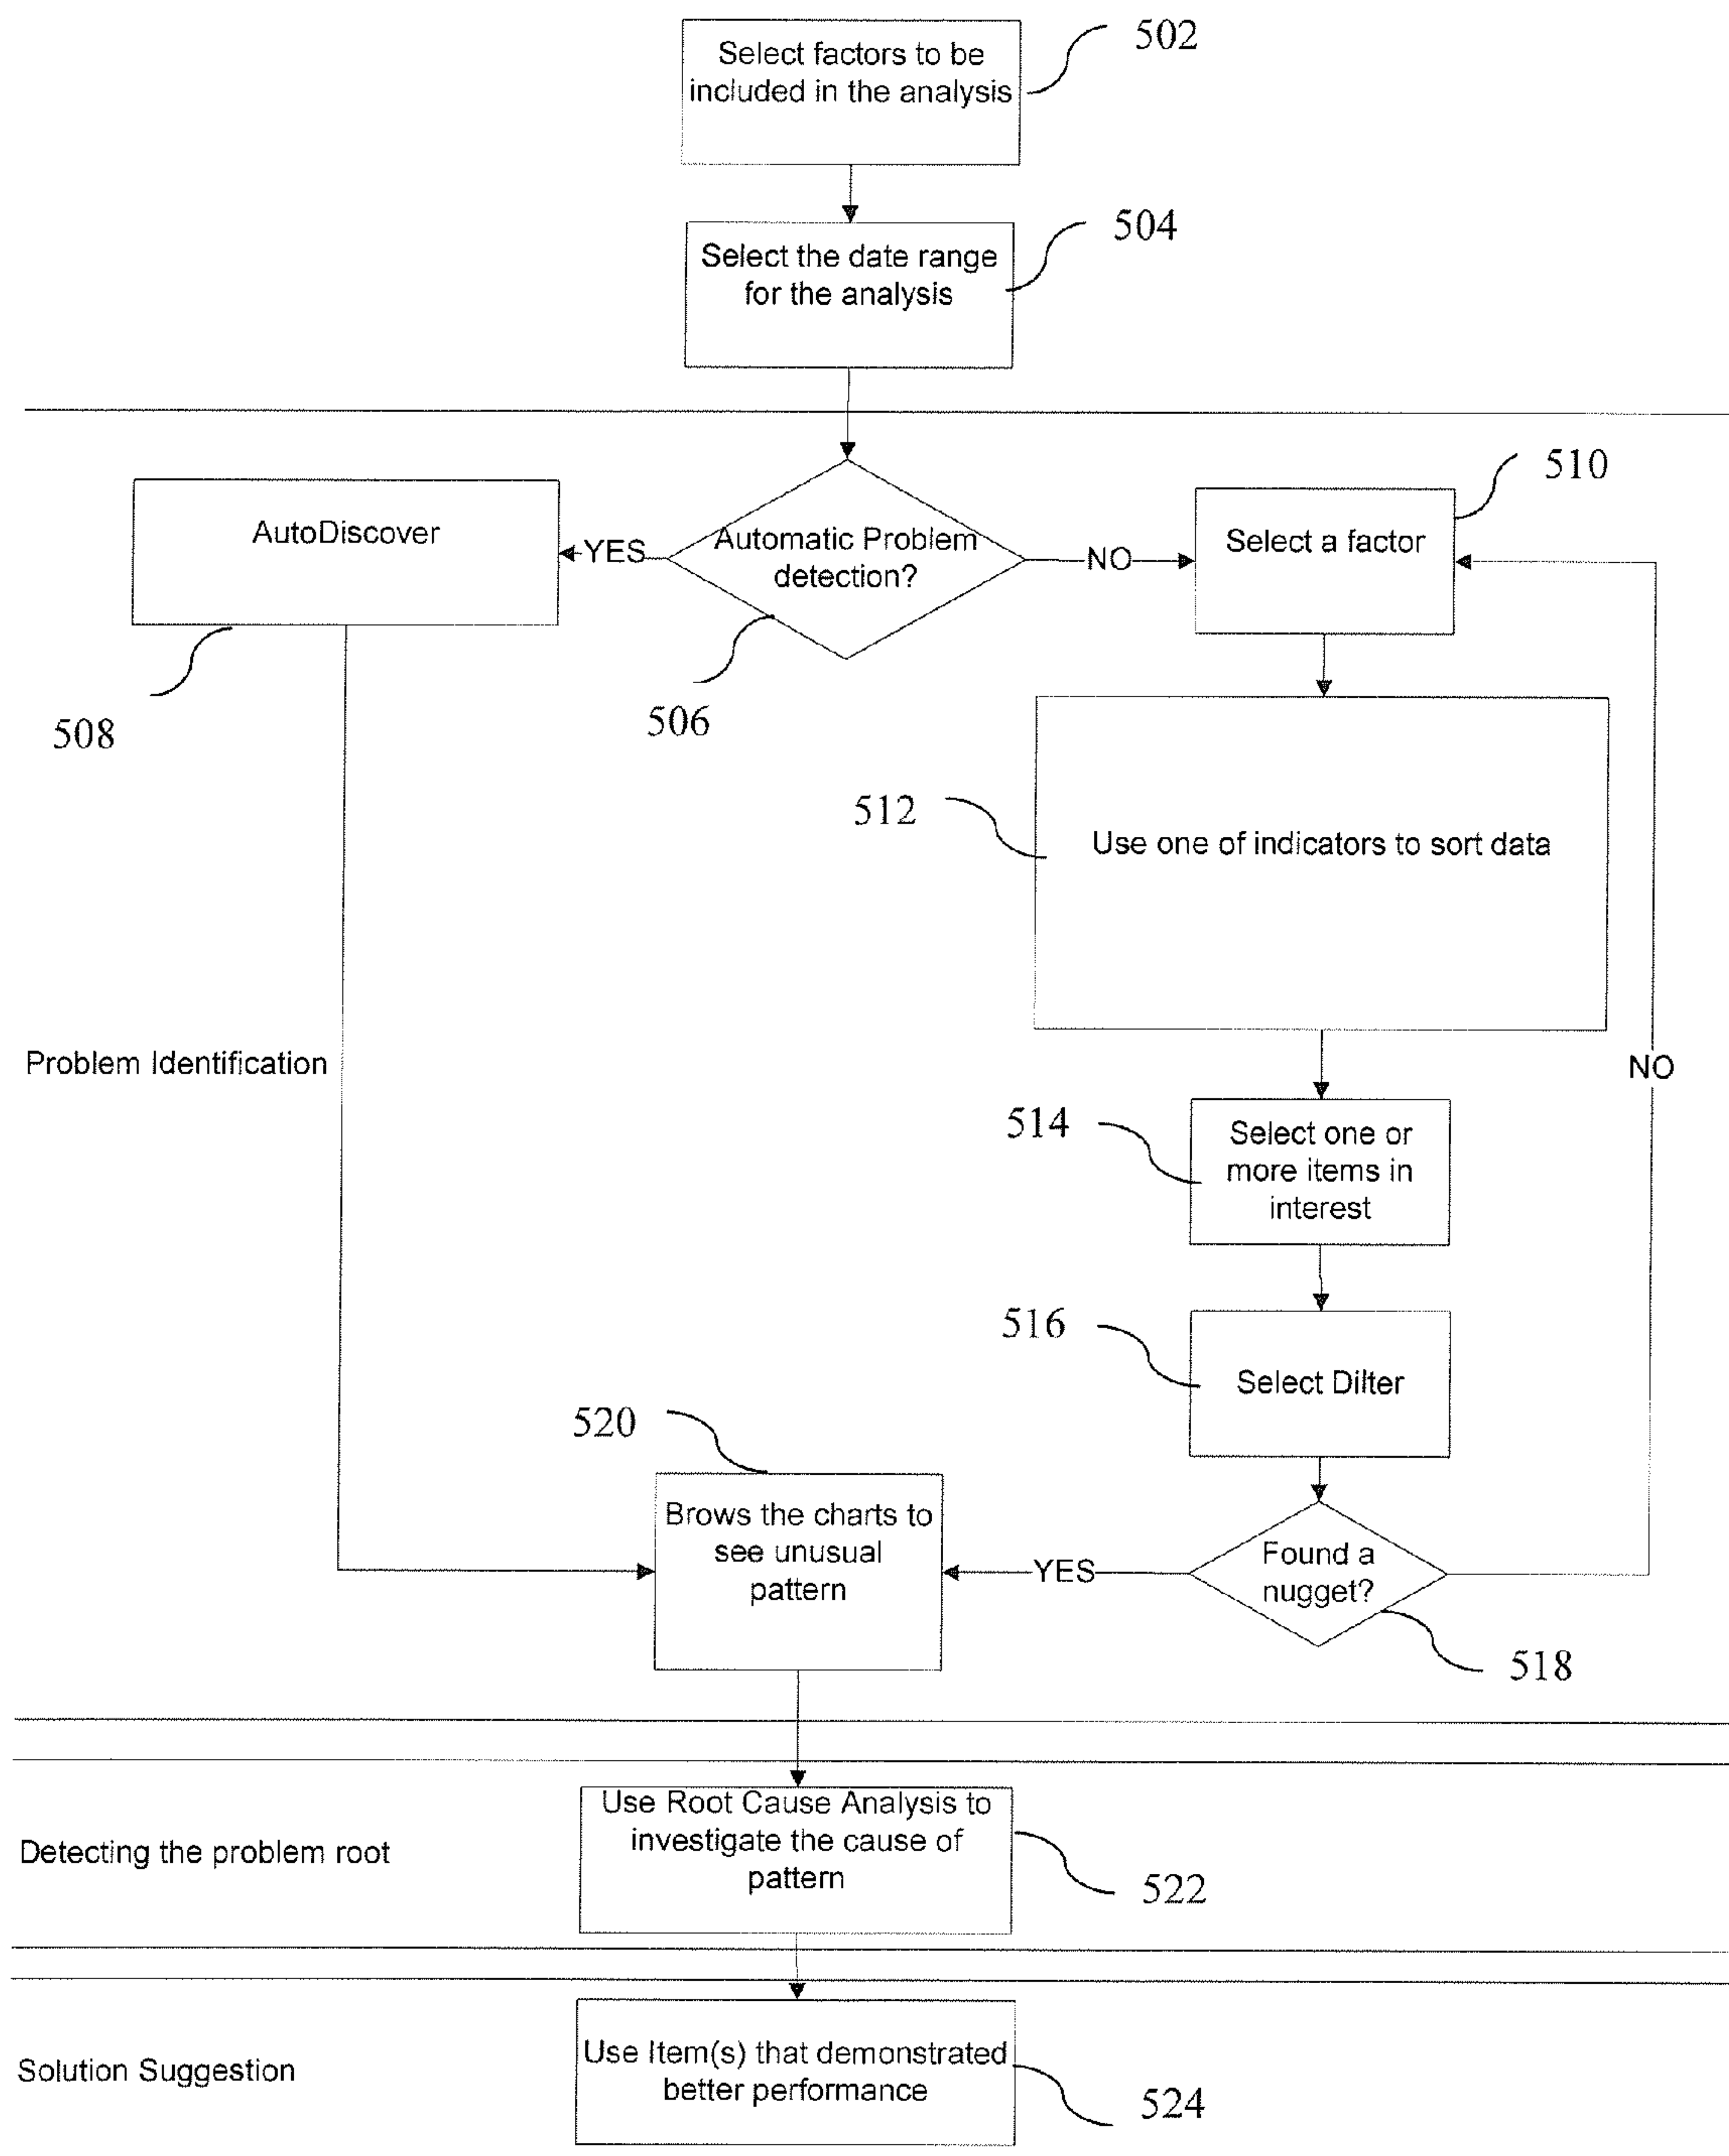 Select factors to be
included in the analysis
502
Select the date range
for the analysis
504
AutoDiscover
508
YES
Automatic Problem
detection?
506
NO
Select a factor
510
512
Use one of indicators to sort data
Problem Identification
NO
514
Select one or
more items in
interest
516
Select Dilter
520
Brows the charts to
see unusual
pattern
YES
Found a
nugget?
518
Detecting the problem root
Use Root Cause Analysis to
investigate the cause of
pattern
522
Solution Suggestion
Use Item(s) that demonstrated
better performance
524